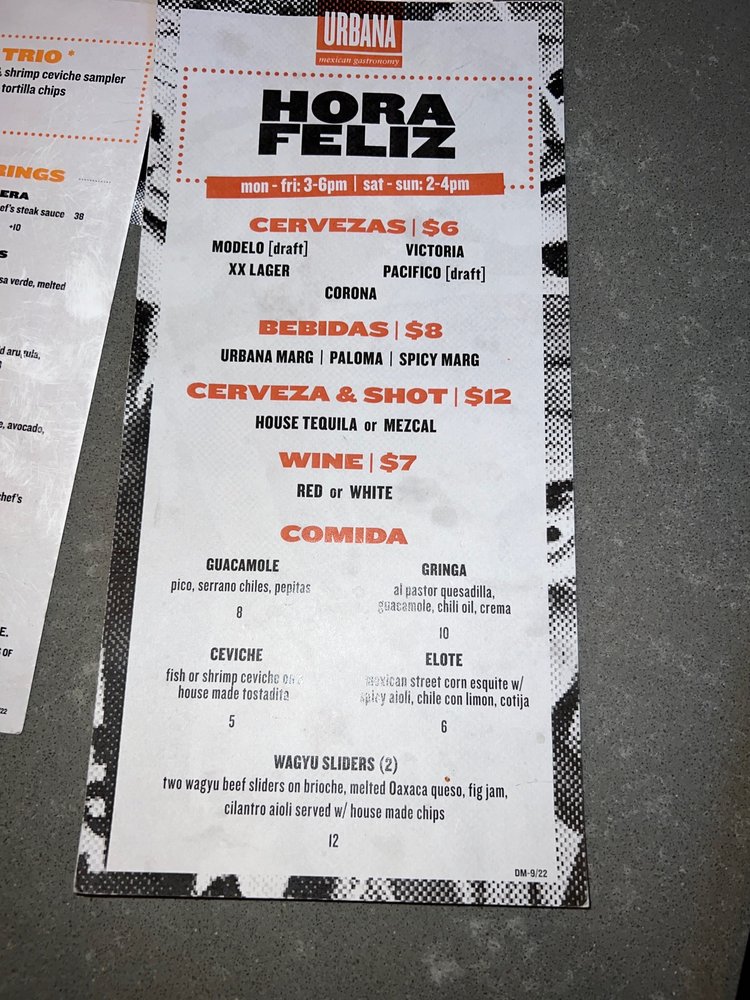 TRIO *
& shrimp ceviche sampler
tortilla chips
RINGS
ERA
ef's steak sauce 38
+10
S
sa verde, melted
d arugula,
e, avocado,
chef's
E.
S OF
/22
URBANA
mexican gastronomy
HORA
FELIZ
mon - fri: 3-6pm | sat - sun: 2-4pm
CERVEZAS | $6
MODELO [draft] VICTORIA
XX LAGER PACIFICO [draft]
CORONA
BEBIDAS | $8
URBANA MARG | PALOMA | SPICY MARG
CERVEZA & SHOT | $12
HOUSE TEQUILA or MEZCAL
WINE | $7
RED or WHITE
COMIDA
GUACAMOLE
pico, serrano chiles, pepitas
8
GRINGA
al pastor quesadilla,
guacamole, chili oil, crema
10
CEVICHE
fish or shrimp ceviche on
house made tostadita
5
ELOTE
mexican street corn esquite w/
spicy aioli, chile con limon, cotija
6
WAGYU SLIDERS (2)
two wagyu beef sliders on brioche, melted Oaxaca queso, fig jam,
cilantro aioli served w/ house made chips
12
DM-9/22